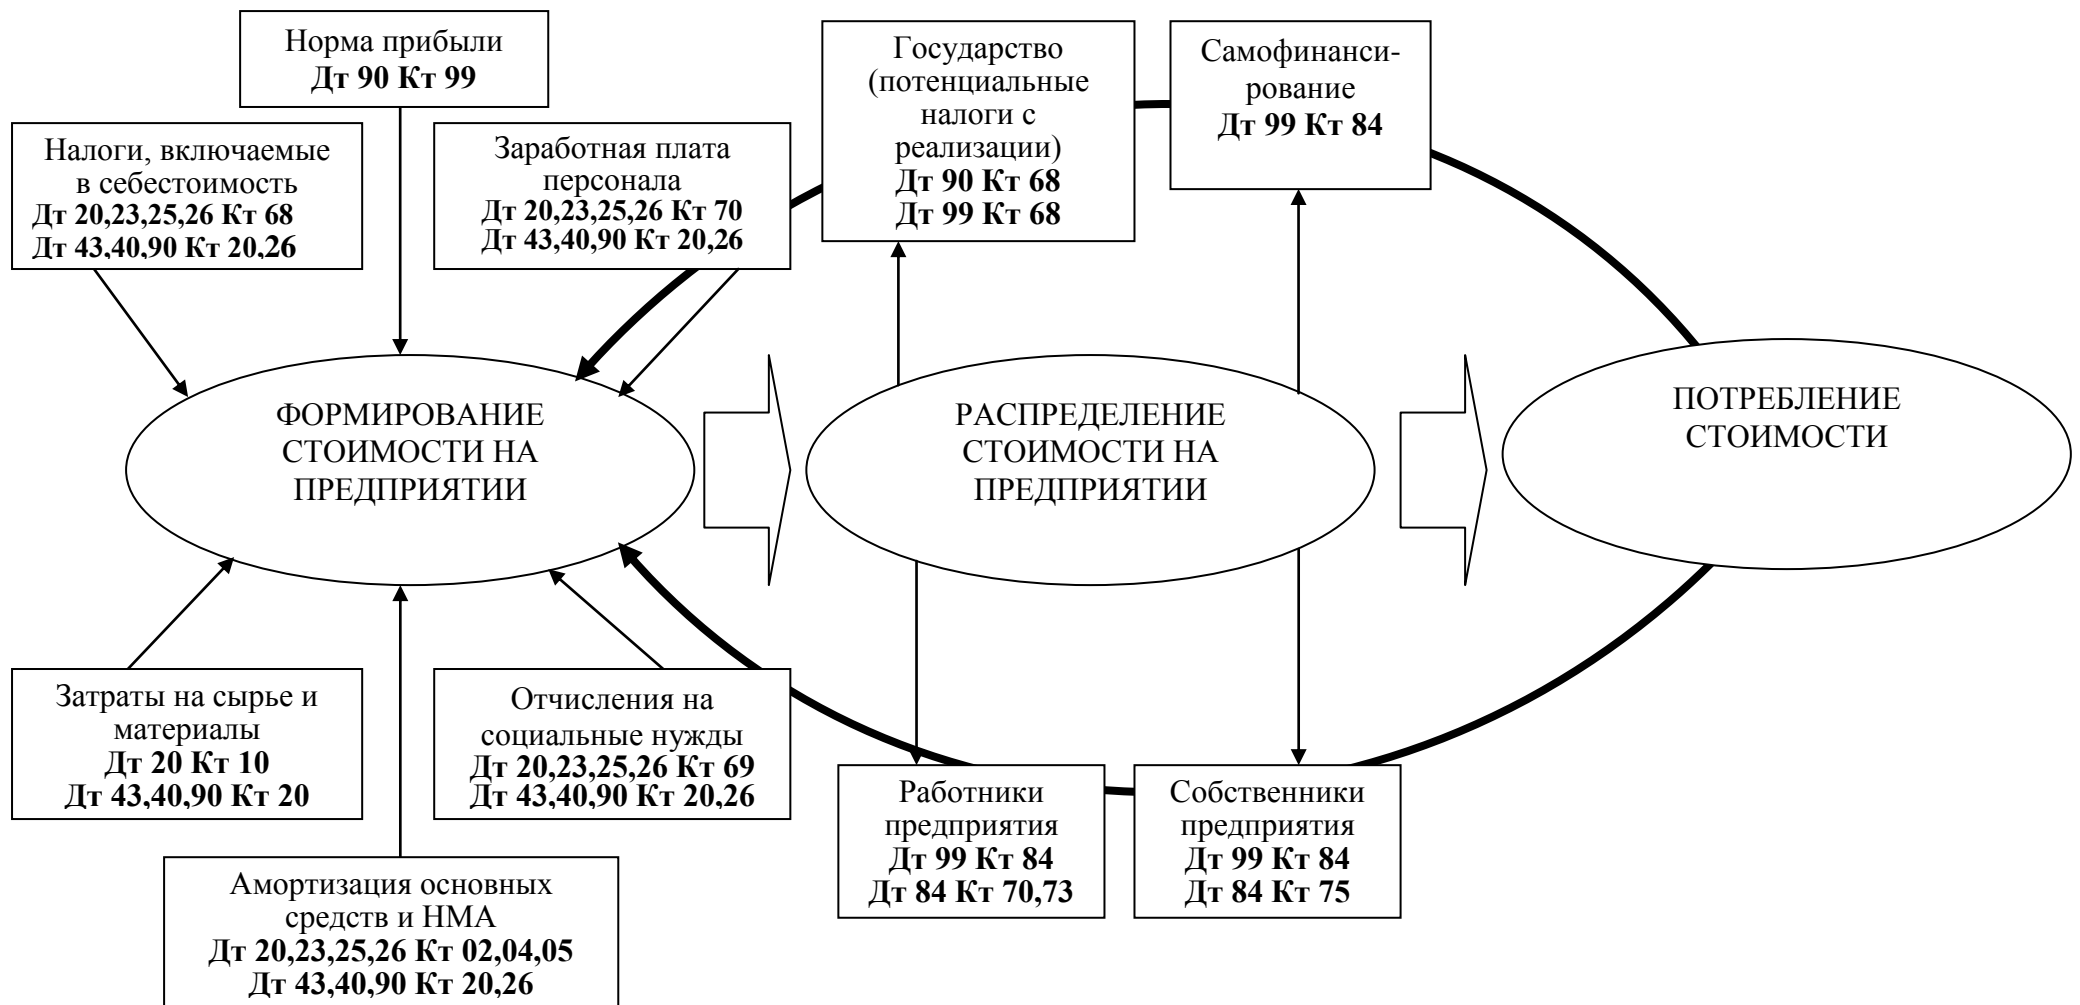 Норма прибыли
Дт 90 Кт 99
Государство
(потенциальные
налоги с
реализации)
Дт 90 Кт 68
Дт 99 Кт 68
Самофинанси-
рование
Дт 99 Кт 84
Налоги, включаемые
в себестоимость
Дт 20,23,25,26 Кт 68
Дт 43,40,90 Кт 20,26
Заработная плата
персонала
Дт 20,23,25,26 Кт 70
Дт 43,40,90 Кт 20,26
ФОРМИРОВАНИЕ
СТОИМОСТИ НА
ПРЕДПРИЯТИИ
РАСПРЕДЕЛЕНИЕ
СТОИМОСТИ НА
ПРЕДПРИЯТИИ
ПОТРЕБЛЕНИЕ
СТОИМОСТИ
Затраты на сырье и
материалы
Дт 20 Кт 10
Дт 43,40,90 Кт 20
Отчисления на
социальные нужды
Дт 20,23,25,26 Кт 69
Дт 43,40,90 Кт 20,26
Работники
предприятия
Дт 99 Кт 84
Дт 84 Кт 70,73
Собственники
предприятия
Дт 99 Кт 84
Дт 84 Кт 75
Амортизация основных
средств и НМА
Дт 20,23,25,26 Кт 02,04,05
Дт 43,40,90 Кт 20,26